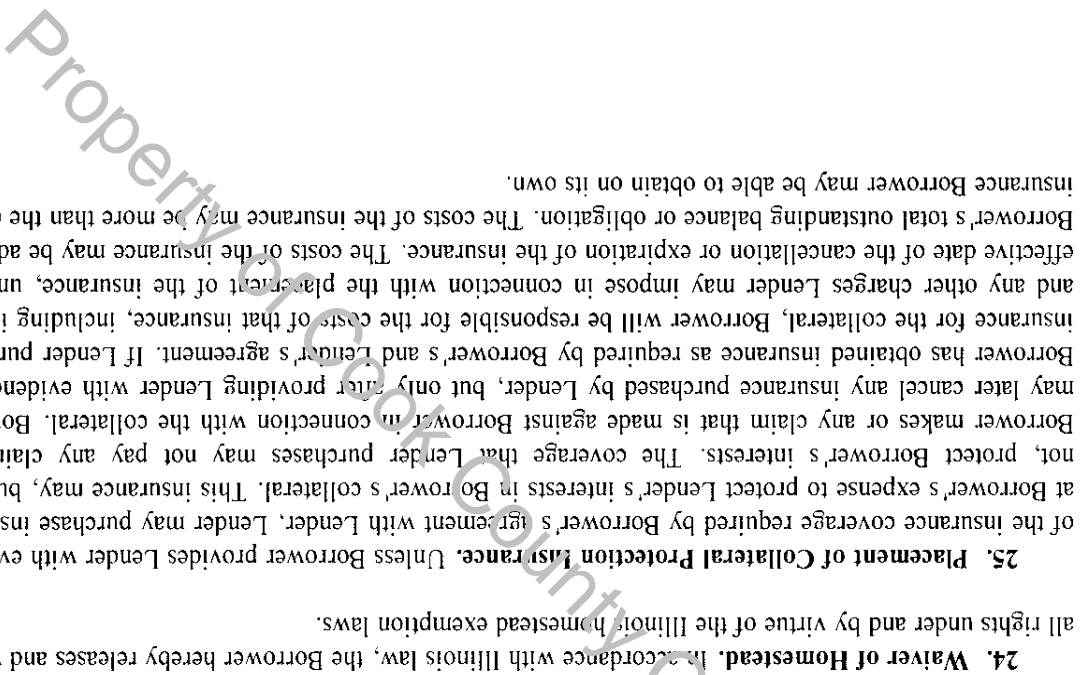 24. Waiver of Homestead. In accordance with Illinois law, the Borrower hereby releases and
all rights under and by virtue of the Illinois homestead exemption laws.
25. Placement of Collateral Protection Insurance. Unless Borrower provides Lender with ev
of the insurance coverage required by Borrower's agreement with Lender, Lender may purchase ins
at Borrower's expense to protect Lender's interests in Borrower's collateral. This insurance may, bu
not, protect Borrower's interests. The coverage that Lender purchases may not pay any clai
Borrower makes or any claim that is made against Borrower in connection with the collateral. Bo
may later cancel any insurance purchased by Lender, but only after providing Lender with evidenc
Borrower has obtained insurance as required by Borrower's and Lender's agreement. If Lender pur
insurance for the collateral, Borrower will be responsible for the costs of that insurance, including i
and any other charges Lender may impose in connection with the placement of the insurance, un
effective date of the cancellation or expiration of the insurance. The costs of the insurance may be ad
Borrower's total outstanding balance or obligation. The costs of the insurance may be more than the
insurance Borrower may be able to obtain on its own.
Property of Cook County C